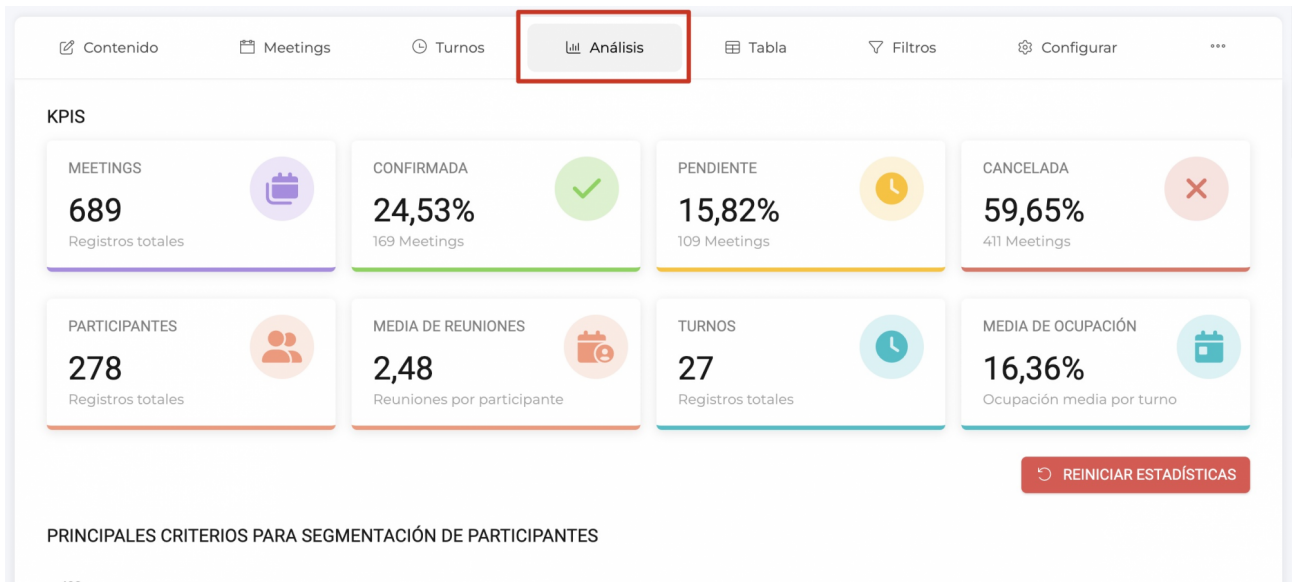 Contenido
Meetings
Turnos
Análisis
Tabla
Filtros
Configurar
KPIS
MEETINGS
689
Registros totales
CONFIRMADA
24,53%
169 Meetings
PENDIENTE
15,82%
109 Meetings
CANCELADA
59,65%
411 Meetings
PARTICIPANTES
278
Registros totales
MEDIA DE REUNIONES
2,48
Reuniones por participante
TURNOS
27
Registros totales
MEDIA DE OCUPACIÓN
16,36%
Ocupación media por turno
REINICIAR ESTADÍSTICAS
PRINCIPALES CRITERIOS PARA SEGMENTACIÓN DE PARTICIPANTES